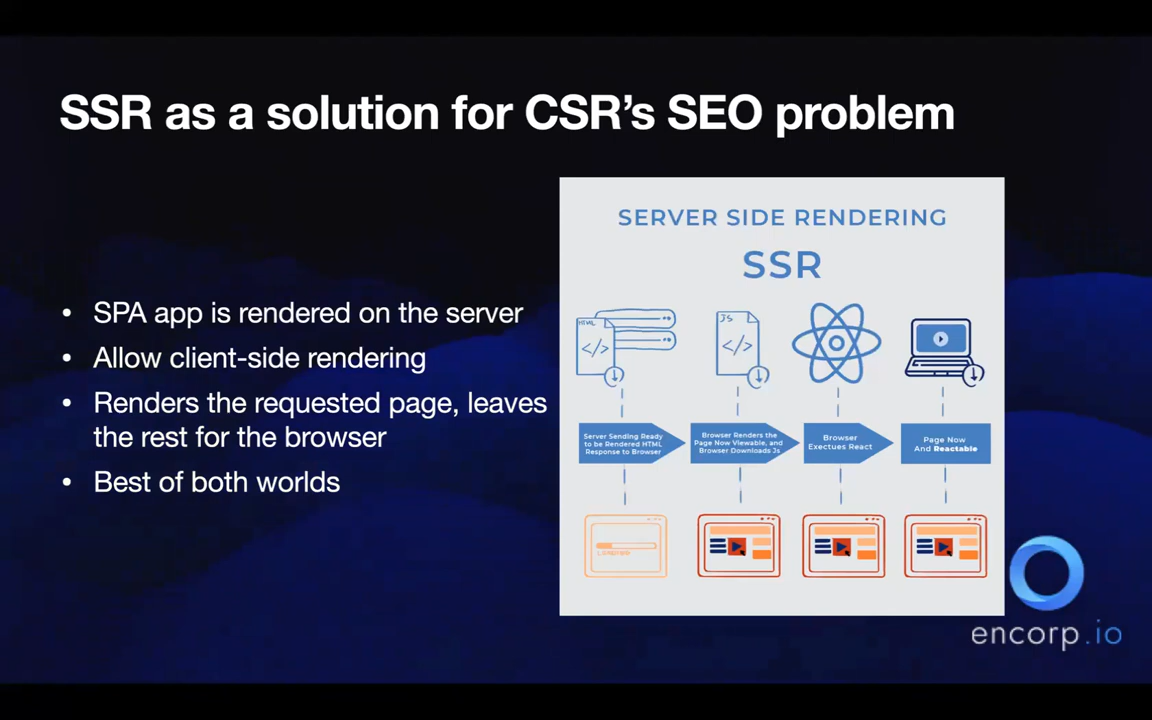 SSR as a solution for CSR’s SEO problem
• SPA app is rendered on the server
• Allow client-side rendering
• Renders the requested page, leaves
the rest for the browser
• Best of both worlds
SERVER SIDE RENDERING
SSR
HTML
</>
JS
</>
Server Sending Ready
to be Rendered HTML
Response to Browser
Browser Renders the
Page Now Viewable, and
Browser Downloads Js
Browser
Exectues React
Page Now
And Reactable
encorp.io